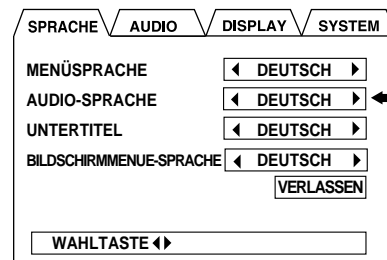 SPRACHE AUDIO DISPLAY SYSTEM
MENÜSPRACHE DEUTSCH
AUDIO-SPRACHE DEUTSCH
UNTERTITEL DEUTSCH
BILDSCHIRMMENUE-SPRACHE DEUTSCH
VERLASSEN
WAHLTASTE